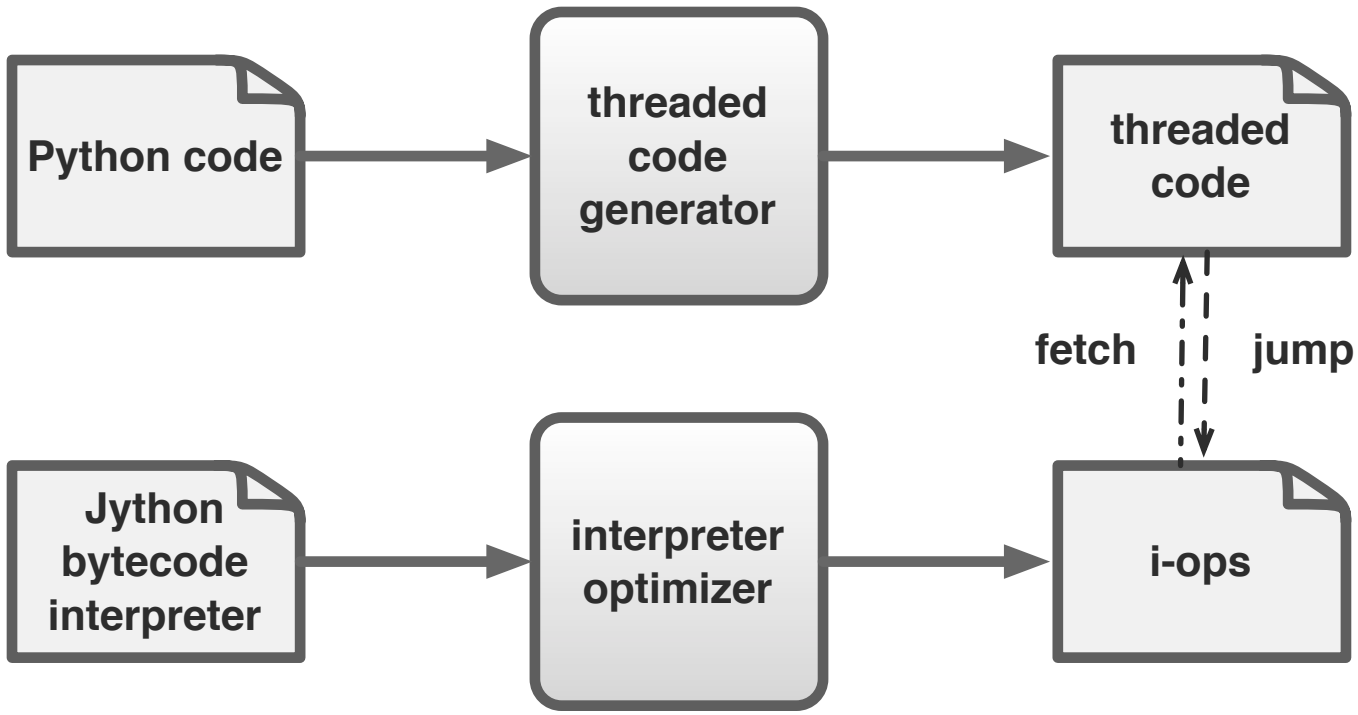 Python code
threaded
code
generator
threaded
code
fetch
jump
Jython
bytecode
interpreter
interpreter
optimizer
i-ops